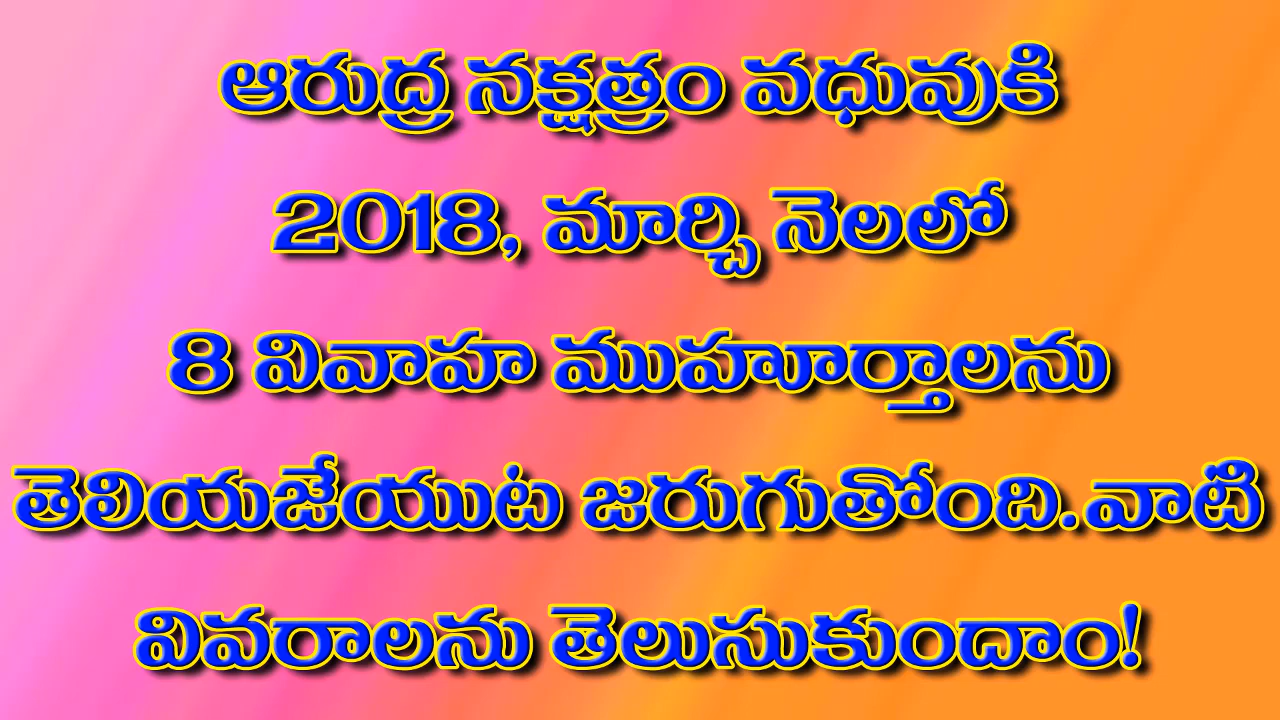 ఆరుద్ర నక్షత్రం వధువుకి
2018, మార్చి నెలలో
8 వివాహ ముహూర్తాలను
తెలియజేయుట జరుగుతోంది.వాటి
వివరాలను తెలుసుకుందాం!